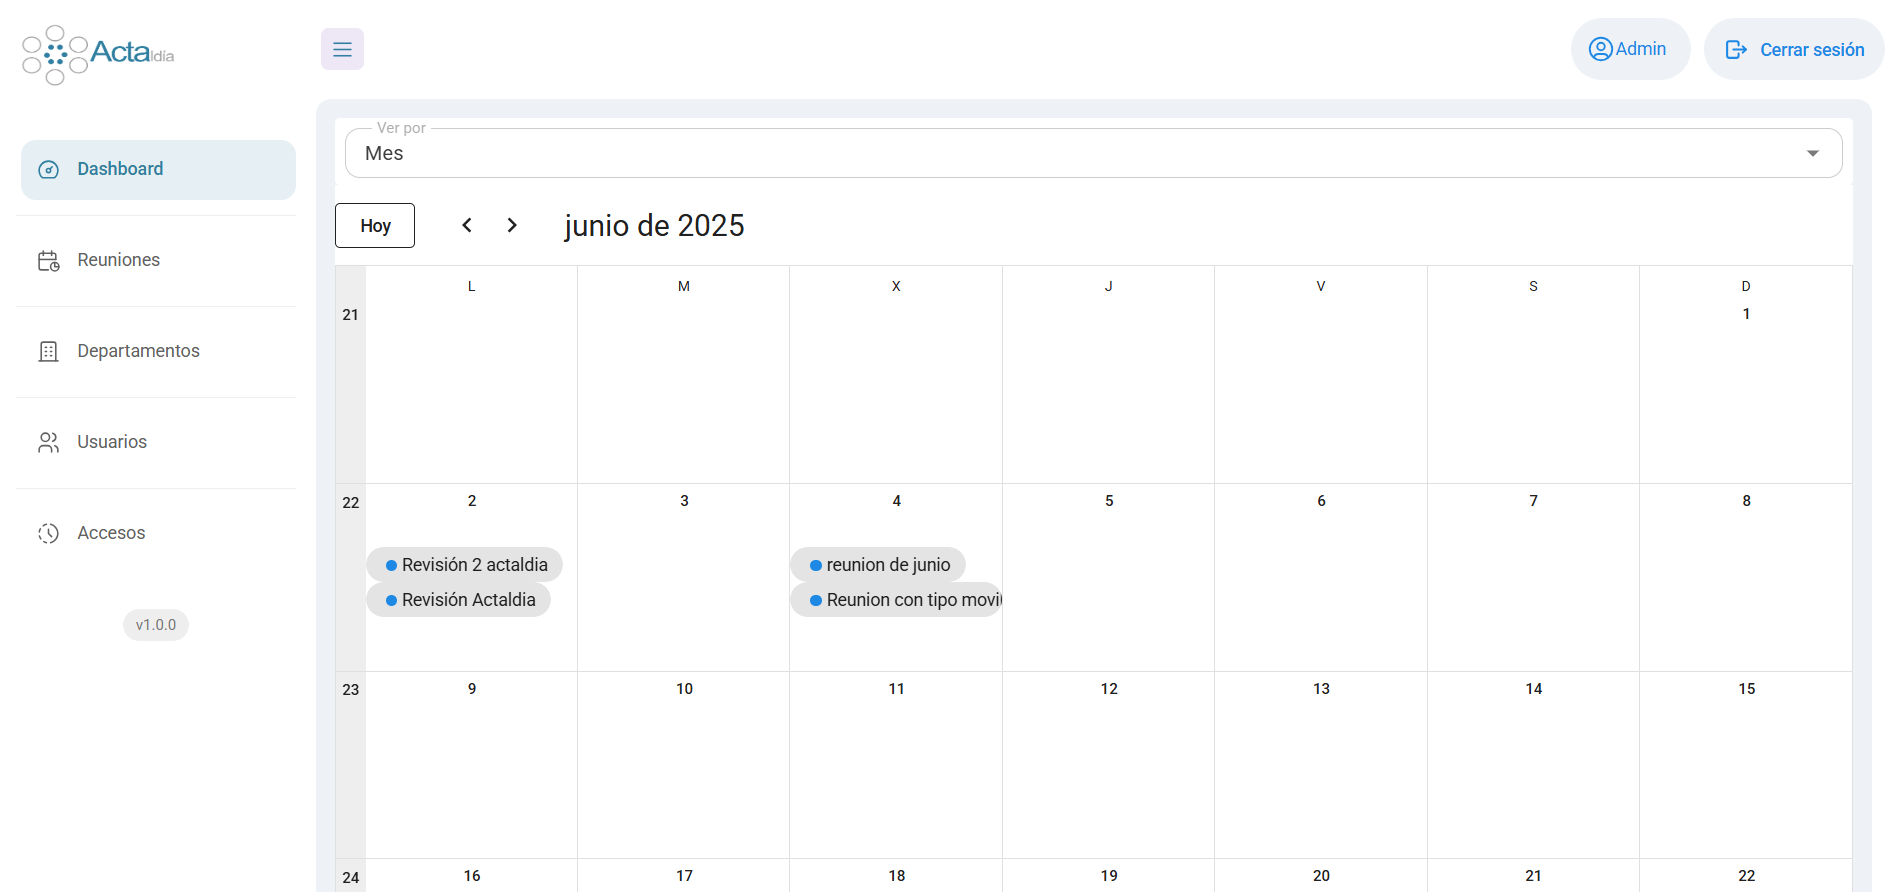 Actaldía
Admin
Cerrar sesión
Dashboard
Reuniones
Departamentos
Usuarios
Accesos
v1.0.0
Ver por
Mes
Hoy
junio de 2025
L M X J V S D
21 1
22 2 3 4 5 6 7 8
Revisión 2 actaldia reunion de junio
Revisión Actaldia Reunion con tipo movi
23 9 10 11 12 13 14 15
24 16 17 18 19 20 21 22